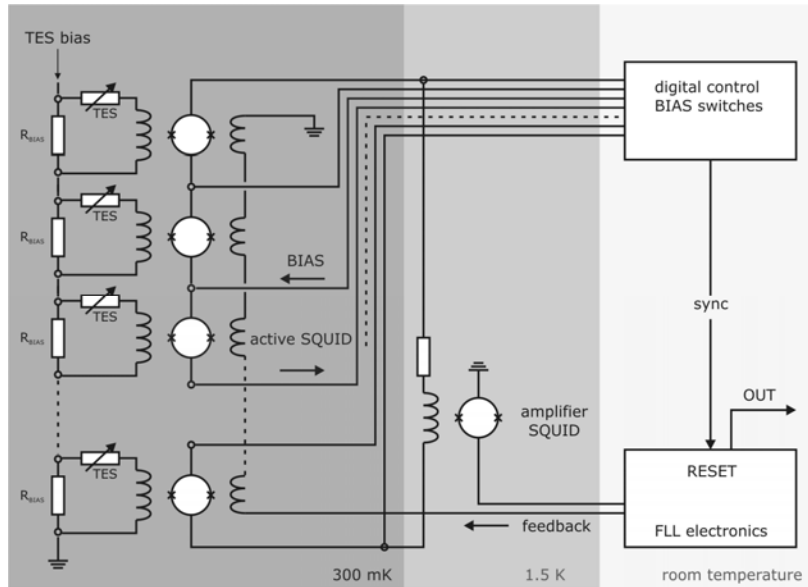 TES bias
digital control
BIAS switches
TES
R_BIAS
TES
R_BIAS
BIAS
TES
active SQUID
R_BIAS
sync
OUT
amplifier
SQUID
TES
RESET
R_BIAS
feedback
FLL electronics
300 mK
1.5 K
room temperature